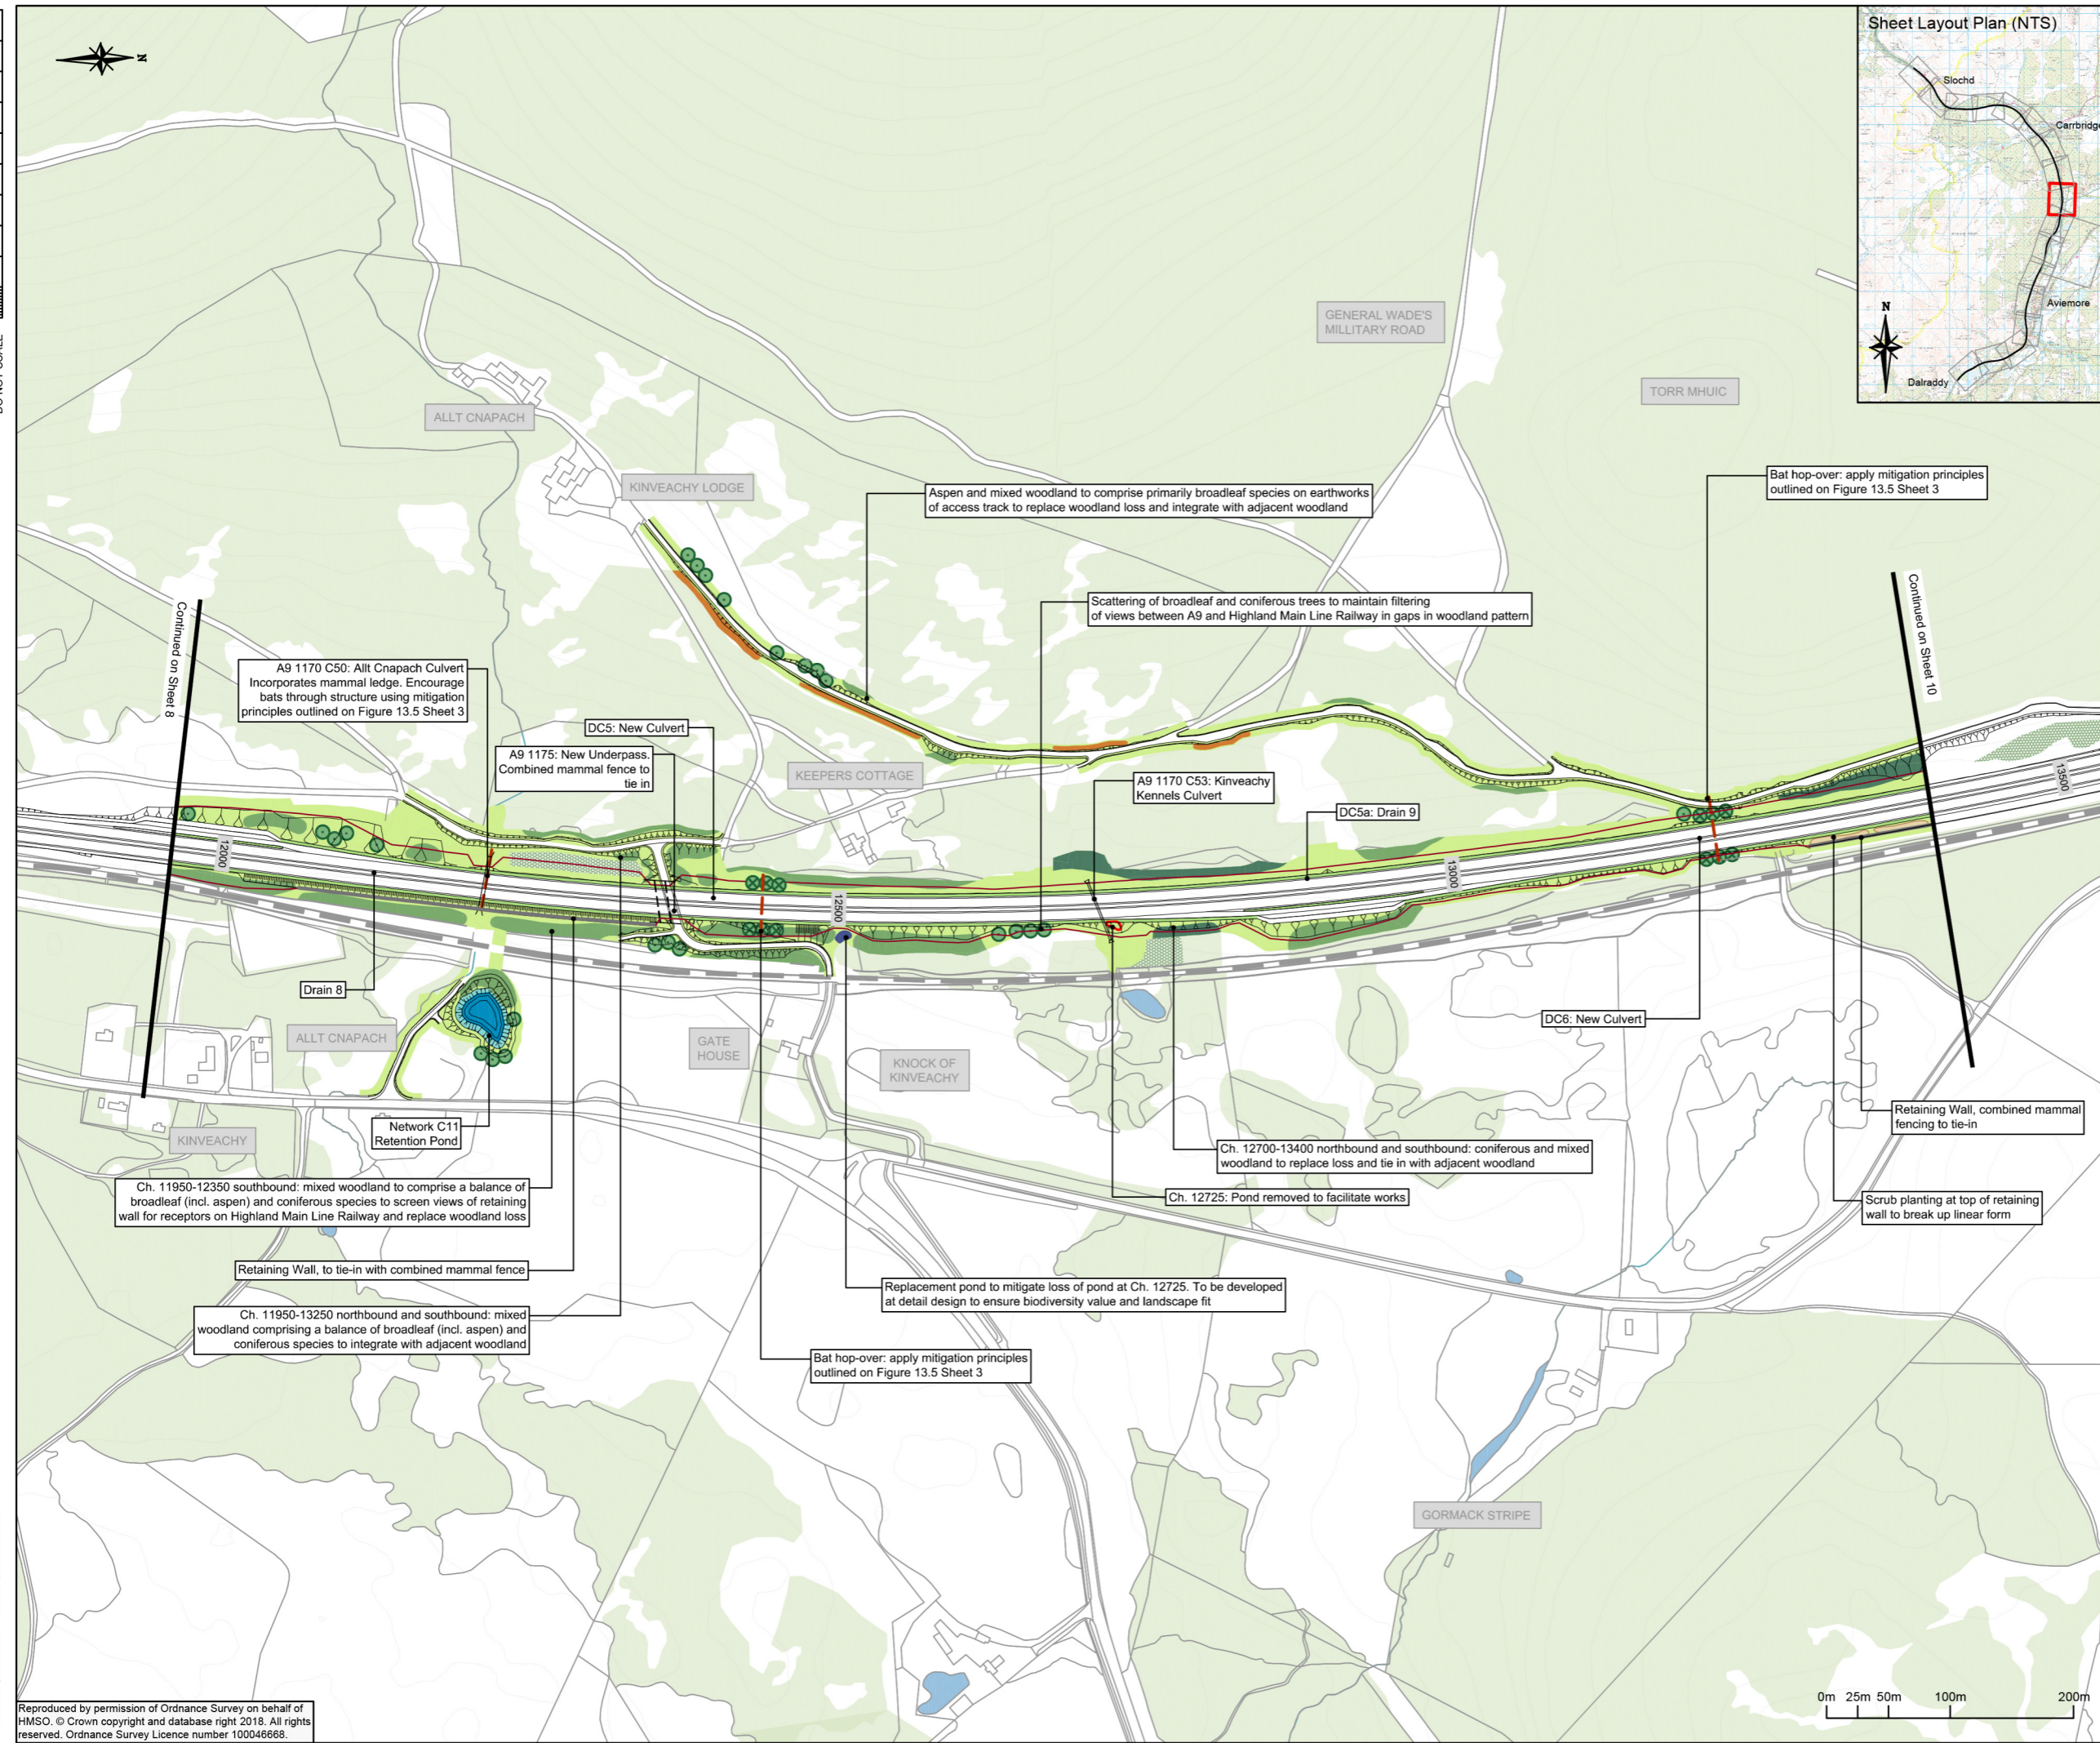 Sheet Layout Plan (NTS)
Slochd
Carrbridge
Aviemore
Dalraddy
N
N
GENERAL WADE'S
MILLITARY ROAD
TORR MHUIC
ALLT CNAPACH
KINVEACHY LODGE
Bat hop-over: apply mitigation principles
outlined on Figure 13.5 Sheet 3
Aspen and mixed woodland to comprise primarily broadleaf species on earthworks
of access track to replace woodland loss and integrate with adjacent woodland
Scattering of broadleaf and coniferous trees to maintain filtering
of views between A9 and Highland Main Line Railway in gaps in woodland pattern
Continued on Sheet 8
Continued on Sheet 10
A9 1170 C50: Allt Cnapach Culvert
Incorporates mammal ledge. Encourage
bats through structure using mitigation
principles outlined on Figure 13.5 Sheet 3
DC5: New Culvert
A9 1175: New Underpass.
Combined mammal fence to
tie in
KEEPERS COTTAGE
A9 1170 C53: Kinveachy
Kennels Culvert
DC5a: Drain 9
12000
12500
13000
13500
Drain 8
ALLT CNAPACH
GATE
HOUSE
KNOCK OF
KINVEACHY
DC6: New Culvert
Network C11
Retention Pond
KINVEACHY
Retaining Wall, combined mammal
fencing to tie-in
Ch. 12700-13400 northbound and southbound: coniferous and mixed
woodland to replace loss and tie in with adjacent woodland
Ch. 11950-12350 southbound: mixed woodland to comprise a balance of
broadleaf (incl. aspen) and coniferous species to screen views of retaining
wall for receptors on Highland Main Line Railway and replace woodland loss
Ch. 12725: Pond removed to facilitate works
Scrub planting at top of retaining
wall to break up linear form
Retaining Wall, to tie-in with combined mammal fence
Replacement pond to mitigate loss of pond at Ch. 12725. To be developed
at detail design to ensure biodiversity value and landscape fit
Ch. 11950-13250 northbound and southbound: mixed
woodland comprising a balance of broadleaf (incl. aspen) and
coniferous species to integrate with adjacent woodland
Bat hop-over: apply mitigation principles
outlined on Figure 13.5 Sheet 3
GORMACK STRIPE
0m 25m 50m 100m 200m
Reproduced by permission of Ordnance Survey on behalf of
HMSO. © Crown copyright and database right 2018. All rights
reserved. Ordnance Survey Licence number 100046668.